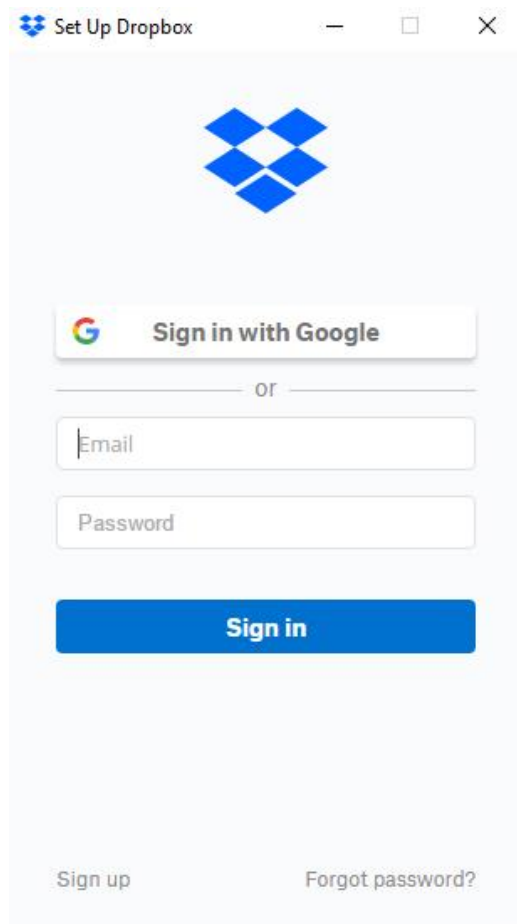 Set Up Dropbox
Sign in with Google
or
Email
Password
Sign in
Sign up Forgot password?